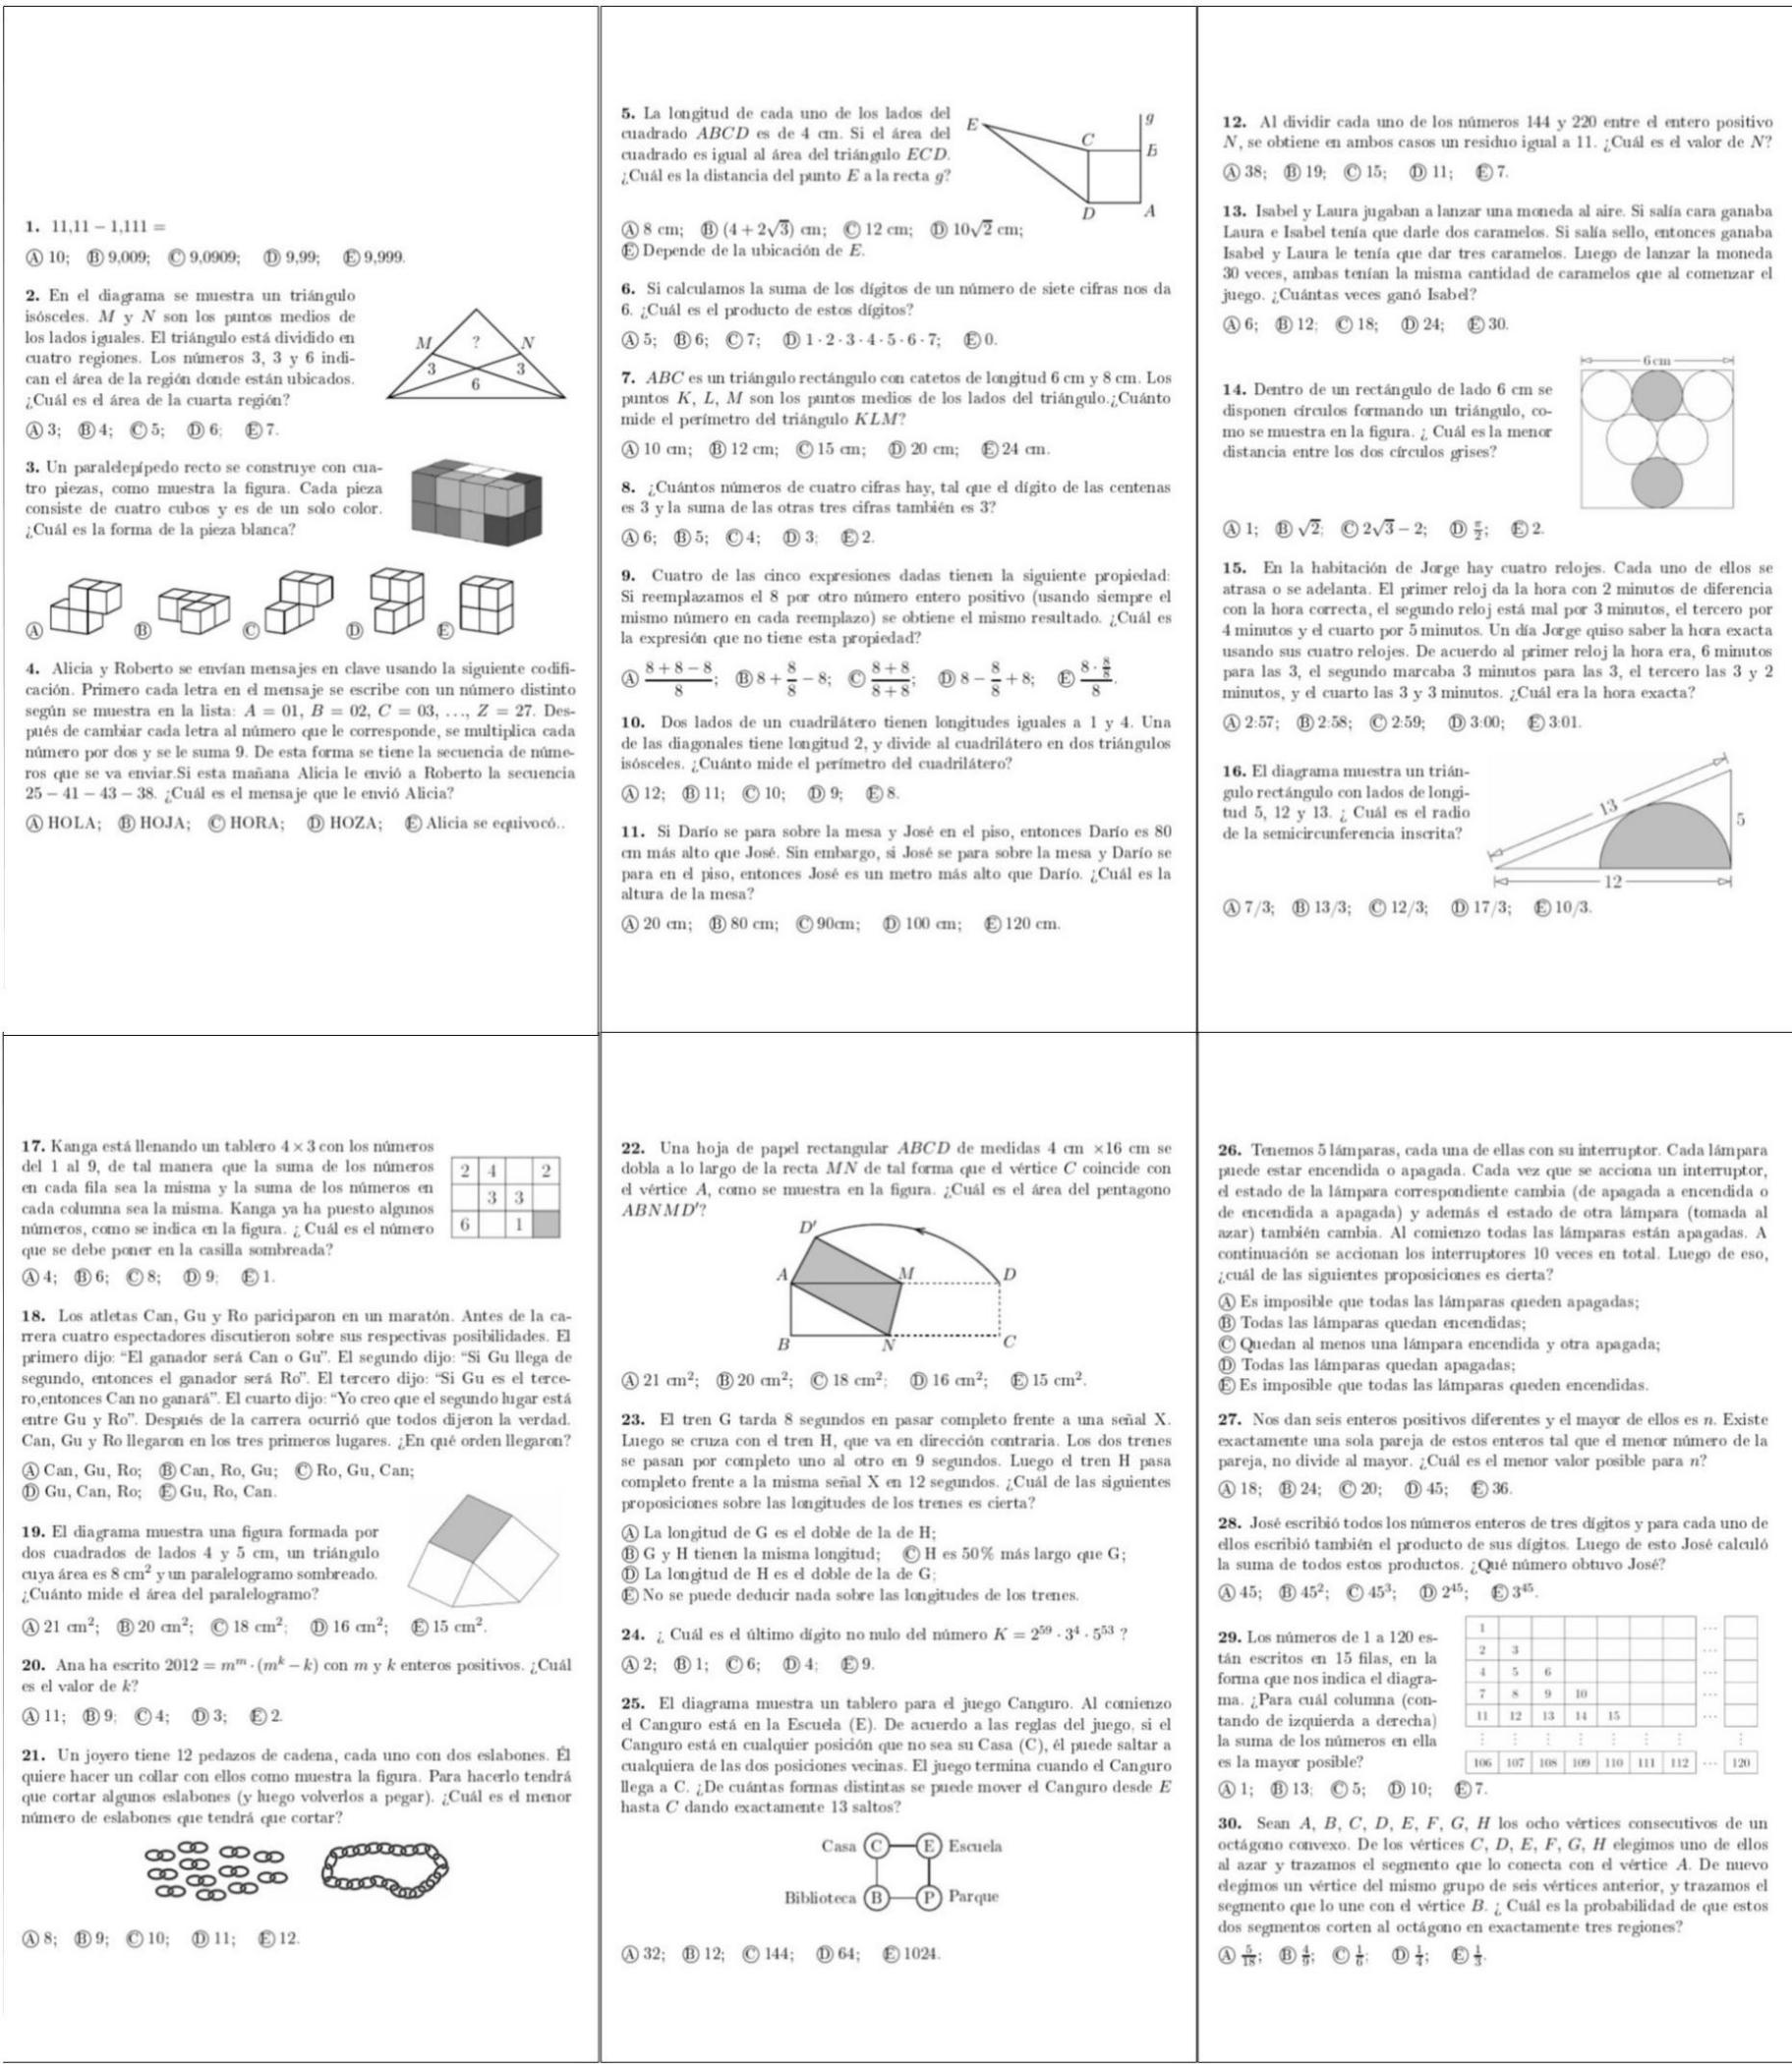 1. 11,11 − 1,111 =
Ⓐ 10; Ⓑ 9,009; Ⓒ 9,0909; Ⓓ 9,99; Ⓔ 9,999.
2. En el diagrama se muestra un triángulo
isósceles. M y N son los puntos medios de
los lados iguales. El triángulo está dividido en
cuatro regiones. Los números 3, 3 y 6 indi-
can el área de la región donde están ubicados.
¿Cuál es el área de la cuarta región?
M ? N
3 3
6
Ⓐ 3; Ⓑ 4; Ⓒ 5; Ⓓ 6; Ⓔ 7.
3. Un paralelepípedo recto se construye con cua-
tro piezas, como muestra la figura. Cada pieza
consiste de cuatro cubos y es de un solo color.
¿Cuál es la forma de la pieza blanca?
Ⓐ Ⓑ Ⓒ Ⓓ Ⓔ
4. Alicia y Roberto se envían mensajes en clave usando la siguiente codifi-
cación. Primero cada letra en el mensaje se escribe con un número distinto
según se muestra en la lista: A = 01, B = 02, C = 03, …, Z = 27. Des-
pués de cambiar cada letra al número que le corresponde, se multiplica cada
número por dos y se le suma 9. De esta forma se tiene la secuencia de núme-
ros que se va enviar.Si esta mañana Alicia le envió a Roberto la secuencia
25 − 41 − 43 − 38. ¿Cuál es el mensaje que le envió Alicia?
Ⓐ HOLA; Ⓑ HOJA; Ⓒ HORA; Ⓓ HOZA; Ⓔ Alicia se equivocó..
5. La longitud de cada uno de los lados del
cuadrado ABCD es de 4 cm. Si el área del
cuadrado es igual al área del triángulo ECD.
¿Cuál es la distancia del punto E a la recta g?
E g
C B
D A
Ⓐ 8 cm; Ⓑ (4 + 2√3) cm; Ⓒ 12 cm; Ⓓ 10√2 cm;
Ⓔ Depende de la ubicación de E.
6. Si calculamos la suma de los dígitos de un número de siete cifras nos da
6. ¿Cuál es el producto de estos dígitos?
Ⓐ 5; Ⓑ 6; Ⓒ 7; Ⓓ 1 · 2 · 3 · 4 · 5 · 6 · 7; Ⓔ 0.
7. ABC es un triángulo rectángulo con catetos de longitud 6 cm y 8 cm. Los
puntos K, L, M son los puntos medios de los lados del triángulo.¿Cuánto
mide el perímetro del triángulo KLM?
Ⓐ 10 cm; Ⓑ 12 cm; Ⓒ 15 cm; Ⓓ 20 cm; Ⓔ 24 cm.
8. ¿Cuántos números de cuatro cifras hay, tal que el dígito de las centenas
es 3 y la suma de las otras tres cifras también es 3?
Ⓐ 6; Ⓑ 5; Ⓒ 4; Ⓓ 3; Ⓔ 2.
9. Cuatro de las cinco expresiones dadas tienen la siguiente propiedad:
Si reemplazamos el 8 por otro número entero positivo (usando siempre el
mismo número en cada reemplazo) se obtiene el mismo resultado. ¿Cuál es
la expresión que no tiene esta propiedad?
Ⓐ (8 + 8 − 8)/8; Ⓑ 8 + 8/8 − 8; Ⓒ (8 + 8)/(8 + 8); Ⓓ 8 − 8/8 + 8; Ⓔ (8 · 8/8)/8.
10. Dos lados de un cuadrilátero tienen longitudes iguales a 1 y 4. Una
de las diagonales tiene longitud 2, y divide al cuadrilátero en dos triángulos
isósceles. ¿Cuánto mide el perímetro del cuadrilátero?
Ⓐ 12; Ⓑ 11; Ⓒ 10; Ⓓ 9; Ⓔ 8.
11. Si Darío se para sobre la mesa y José en el piso, entonces Darío es 80
cm más alto que José. Sin embargo, si José se para sobre la mesa y Darío se
para en el piso, entonces José es un metro más alto que Darío. ¿Cuál es la
altura de la mesa?
Ⓐ 20 cm; Ⓑ 80 cm; Ⓒ 90cm; Ⓓ 100 cm; Ⓔ 120 cm.
12. Al dividir cada uno de los números 144 y 220 entre el entero positivo
N, se obtiene en ambos casos un residuo igual a 11. ¿Cuál es el valor de N?
Ⓐ 38; Ⓑ 19; Ⓒ 15; Ⓓ 11; Ⓔ 7.
13. Isabel y Laura jugaban a lanzar una moneda al aire. Si salía cara ganaba
Laura e Isabel tenía que darle dos caramelos. Si salía sello, entonces ganaba
Isabel y Laura le tenía que dar tres caramelos. Luego de lanzar la moneda
30 veces, ambas tenían la misma cantidad de caramelos que al comenzar el
juego. ¿Cuántas veces ganó Isabel?
Ⓐ 6; Ⓑ 12; Ⓒ 18; Ⓓ 24; Ⓔ 30.
6 cm
14. Dentro de un rectángulo de lado 6 cm se
disponen círculos formando un triángulo, co-
mo se muestra en la figura. ¿ Cuál es la menor
distancia entre los dos círculos grises?
Ⓐ 1; Ⓑ √2; Ⓒ 2√3 − 2; Ⓓ π/2; Ⓔ 2.
15. En la habitación de Jorge hay cuatro relojes. Cada uno de ellos se
atrasa o se adelanta. El primer reloj da la hora con 2 minutos de diferencia
con la hora correcta, el segundo reloj está mal por 3 minutos, el tercero por
4 minutos y el cuarto por 5 minutos. Un día Jorge quiso saber la hora exacta
usando sus cuatro relojes. De acuerdo al primer reloj la hora era, 6 minutos
para las 3, el segundo marcaba 3 minutos para las 3, el tercero las 3 y 2
minutos, y el cuarto las 3 y 3 minutos. ¿Cuál era la hora exacta?
Ⓐ 2:57; Ⓑ 2:58; Ⓒ 2:59; Ⓓ 3:00; Ⓔ 3:01.
16. El diagrama muestra un trián-
gulo rectángulo con lados de longi-
tud 5, 12 y 13. ¿ Cuál es el radio
de la semicircunferencia inscrita?
13
5
12
Ⓐ 7/3; Ⓑ 13/3; Ⓒ 12/3; Ⓓ 17/3; Ⓔ 10/3.
17. Kanga está llenando un tablero 4 × 3 con los números
del 1 al 9, de tal manera que la suma de los números
en cada fila sea la misma y la suma de los números en
cada columna sea la misma. Kanga ya ha puesto algunos
números, como se indica en la figura. ¿ Cuál es el número
que se debe poner en la casilla sombreada?
2 4 2
3 3
6 1
Ⓐ 4; Ⓑ 6; Ⓒ 8; Ⓓ 9; Ⓔ 1.
18. Los atletas Can, Gu y Ro pariciparon en un maratón. Antes de la ca-
rrera cuatro espectadores discutieron sobre sus respectivas posibilidades. El
primero dijo: “El ganador será Can o Gu”. El segundo dijo: “Si Gu llega de
segundo, entonces el ganador será Ro”. El tercero dijo: “Si Gu es el terce-
ro,entonces Can no ganará”. El cuarto dijo: “Yo creo que el segundo lugar está
entre Gu y Ro”. Después de la carrera ocurrió que todos dijeron la verdad.
Can, Gu y Ro llegaron en los tres primeros lugares. ¿En qué orden llegaron?
Ⓐ Can, Gu, Ro; Ⓑ Can, Ro, Gu; Ⓒ Ro, Gu, Can;
Ⓓ Gu, Can, Ro; Ⓔ Gu, Ro, Can.
19. El diagrama muestra una figura formada por
dos cuadrados de lados 4 y 5 cm, un triángulo
cuya área es 8 cm² y un paralelogramo sombreado.
¿Cuánto mide el área del paralelogramo?
Ⓐ 21 cm²; Ⓑ 20 cm²; Ⓒ 18 cm²; Ⓓ 16 cm²; Ⓔ 15 cm².
20. Ana ha escrito 2012 = mᵐ · (mᵏ − k) con m y k enteros positivos. ¿Cuál
es el valor de k?
Ⓐ 11; Ⓑ 9; Ⓒ 4; Ⓓ 3; Ⓔ 2.
21. Un joyero tiene 12 pedazos de cadena, cada uno con dos eslabones. Él
quiere hacer un collar con ellos como muestra la figura. Para hacerlo tendrá
que cortar algunos eslabones (y luego volverlos a pegar). ¿Cuál es el menor
número de eslabones que tendrá que cortar?
Ⓐ 8; Ⓑ 9; Ⓒ 10; Ⓓ 11; Ⓔ 12.
22. Una hoja de papel rectangular ABCD de medidas 4 cm ×16 cm se
dobla a lo largo de la recta MN de tal forma que el vértice C coincide con
el vértice A, como se muestra en la figura. ¿Cuál es el área del pentagono
ABNMD′?
D′
A M D
B N C
Ⓐ 21 cm²; Ⓑ 20 cm²; Ⓒ 18 cm²; Ⓓ 16 cm²; Ⓔ 15 cm².
23. El tren G tarda 8 segundos en pasar completo frente a una señal X.
Luego se cruza con el tren H, que va en dirección contraria. Los dos trenes
se pasan por completo uno al otro en 9 segundos. Luego el tren H pasa
completo frente a la misma señal X en 12 segundos. ¿Cuál de las siguientes
proposiciones sobre las longitudes de los trenes es cierta?
Ⓐ La longitud de G es el doble de la de H;
Ⓑ G y H tienen la misma longitud; Ⓒ H es 50% más largo que G;
Ⓓ La longitud de H es el doble de la de G;
Ⓔ No se puede deducir nada sobre las longitudes de los trenes.
24. ¿ Cuál es el último dígito no nulo del número K = 2⁵⁹ · 3⁴ · 5⁵³ ?
Ⓐ 2; Ⓑ 1; Ⓒ 6; Ⓓ 4; Ⓔ 9.
25. El diagrama muestra un tablero para el juego Canguro. Al comienzo
el Canguro está en la Escuela (E). De acuerdo a las reglas del juego, si el
Canguro está en cualquier posición que no sea su Casa (C), él puede saltar a
cualquiera de las dos posiciones vecinas. El juego termina cuando el Canguro
llega a C. ¿De cuántas formas distintas se puede mover el Canguro desde E
hasta C dando exactamente 13 saltos?
Casa C E Escuela
Biblioteca B P Parque
Ⓐ 32; Ⓑ 12; Ⓒ 144; Ⓓ 64; Ⓔ 1024.
26. Tenemos 5 lámparas, cada una de ellas con su interruptor. Cada lámpara
puede estar encendida o apagada. Cada vez que se acciona un interruptor,
el estado de la lámpara correspondiente cambia (de apagada a encendida o
de encendida a apagada) y además el estado de otra lámpara (tomada al
azar) también cambia. Al comienzo todas las lámparas están apagadas. A
continuación se accionan los interruptores 10 veces en total. Luego de eso,
¿cuál de las siguientes proposiciones es cierta?
Ⓐ Es imposible que todas las lámparas queden apagadas;
Ⓑ Todas las lámparas quedan encendidas;
Ⓒ Quedan al menos una lámpara encendida y otra apagada;
Ⓓ Todas las lámparas quedan apagadas;
Ⓔ Es imposible que todas las lámparas queden encendidas.
27. Nos dan seis enteros positivos diferentes y el mayor de ellos es n. Existe
exactamente una sola pareja de estos enteros tal que el menor número de la
pareja, no divide al mayor. ¿Cuál es el menor valor posible para n?
Ⓐ 18; Ⓑ 24; Ⓒ 20; Ⓓ 45; Ⓔ 36.
28. José escribió todos los números enteros de tres dígitos y para cada uno de
ellos escribió también el producto de sus dígitos. Luego de esto José calculó
la suma de todos estos productos. ¿Qué número obtuvo José?
Ⓐ 45; Ⓑ 45²; Ⓒ 45³; Ⓓ 2⁴⁵; Ⓔ 3⁴⁵.
29. Los números de 1 a 120 es-
tán escritos en 15 filas, en la
forma que nos indica el diagra-
ma. ¿Para cuál columna (con-
tando de izquierda a derecha)
la suma de los números en ella
es la mayor posible?
1 …
2 3 …
4 5 6 …
7 8 9 10 …
11 12 13 14 15 …
⋮ ⋮ ⋮ ⋮ ⋮ ⋮ ⋮ ⋮
106 107 108 109 110 111 112 … 120
Ⓐ 1; Ⓑ 13; Ⓒ 5; Ⓓ 10; Ⓔ 7.
30. Sean A, B, C, D, E, F, G, H los ocho vértices consecutivos de un
octágono convexo. De los vértices C, D, E, F, G, H elegimos uno de ellos
al azar y trazamos el segmento que lo conecta con el vértice A. De nuevo
elegimos un vértice del mismo grupo de seis vértices anterior, y trazamos el
segmento que lo une con el vértice B. ¿ Cuál es la probabilidad de que estos
dos segmentos corten al octágono en exactamente tres regiones?
Ⓐ 5/18; Ⓑ 4/9; Ⓒ 1/6; Ⓓ 1/4; Ⓔ 1/3.